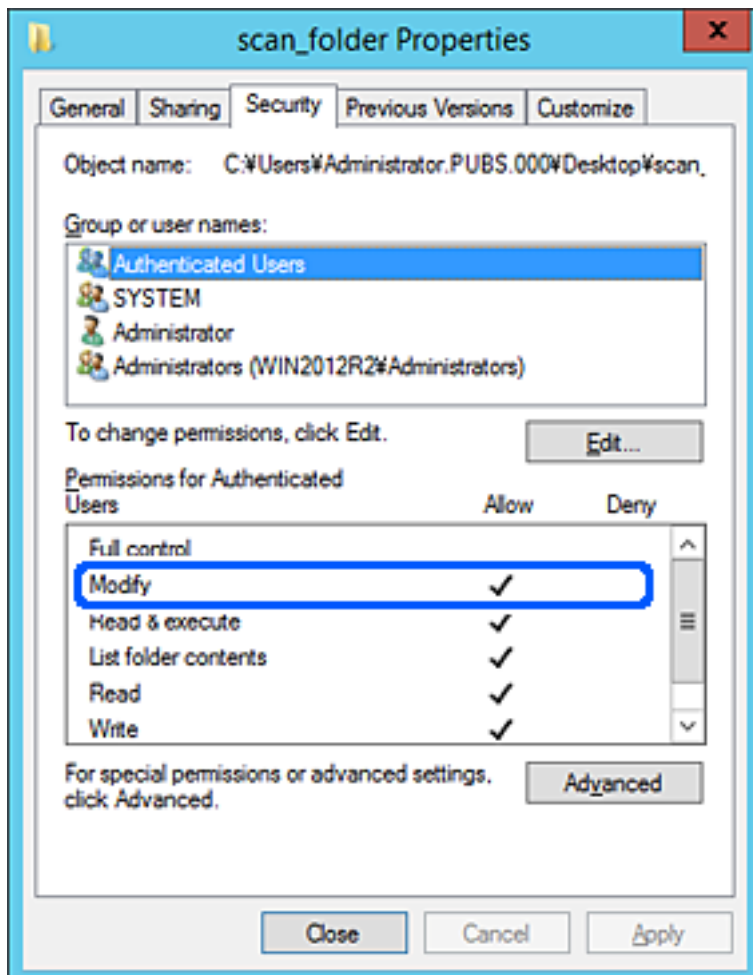 scan_folder Properties
x
General Sharing Security Previous Versions Customize
Object name: C:¥Users¥Administrator.PUBS.000¥Desktop¥scan_
Group or user names:
Authenticated Users
SYSTEM
Administrator
Administrators (WIN2012R2¥Administrators)
To change permissions, click Edit.
Edit...
Permissions for Authenticated
Users Allow Deny
Full control
Modify
Read & execute
List folder contents
Read
Write
For special permissions or advanced settings,
click Advanced.
Advanced
Close Cancel Apply